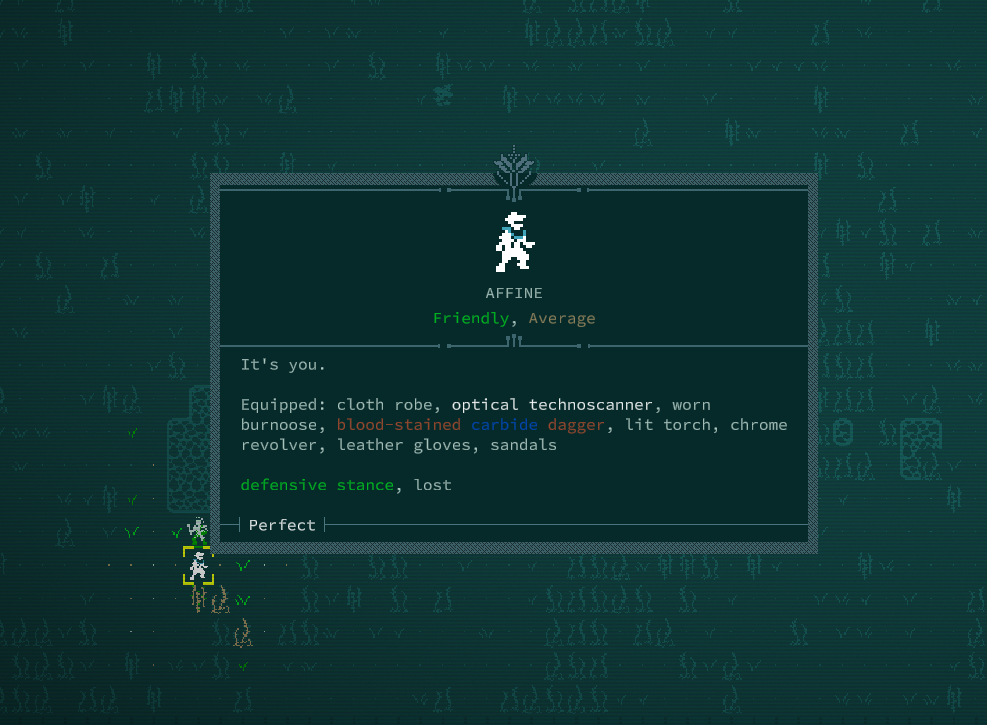 AFFINE
Friendly, Average
It's you.
Equipped: cloth robe, optical technoscanner, worn
burnoose, blood-stained carbide dagger, lit torch, chrome
revolver, leather gloves, sandals
defensive stance, lost
Perfect